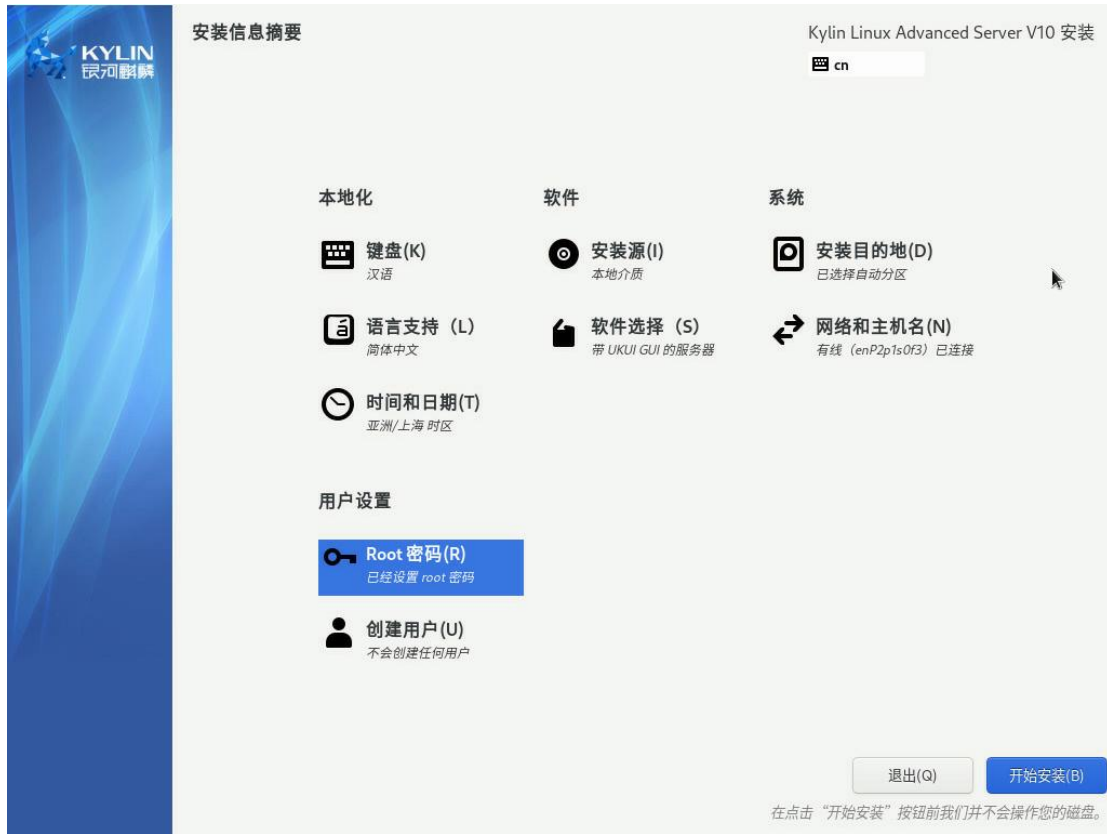 KYLIN
银河麒麟
安装信息摘要
Kylin Linux Advanced Server V10 安装
cn
本地化
软件
系统
键盘(K)
汉语
安装源(I)
本地介质
安装目的地(D)
已选择自动分区
语言支持（L）
简体中文
软件选择（S）
带 UKUI GUI 的服务器
网络和主机名(N)
有线（enP2p1s0f3）已连接
时间和日期(T)
亚洲/上海 时区
用户设置
Root 密码(R)
已经设置 root 密码
创建用户(U)
不会创建任何用户
退出(Q)
开始安装(B)
在点击“开始安装”按钮前我们并不会操作您的磁盘。